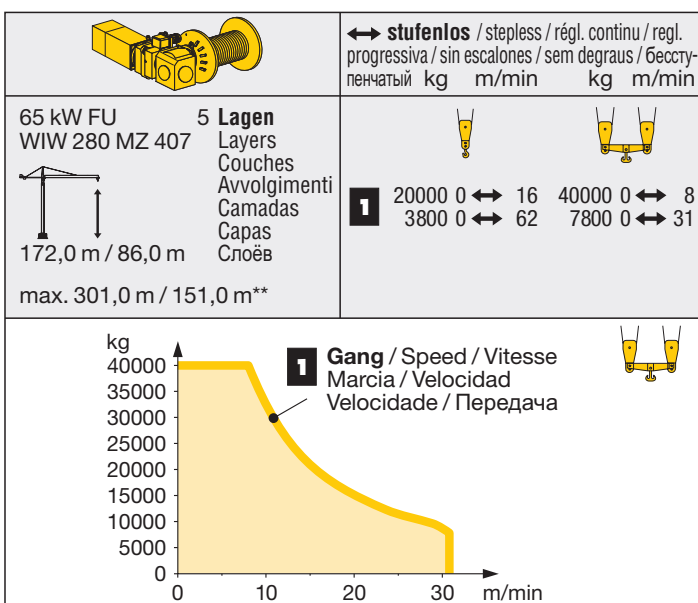 ↔ stufenlos / stepless / régl. continu / regl.
progressiva / sin escalones / sem degraus / бессту-
пенчатый kg m/min kg m/min
65 kW FU
WIW 280 MZ 407
172,0 m / 86,0 m
max. 301,0 m / 151,0 m**
5 Lagen
Layers
Couches
Avvolgimenti
Camadas
Capas
Слоёв
1
20000 0 ↔ 16 40000 0 ↔ 8
3800 0 ↔ 62 7800 0 ↔ 31
kg
40000
35000
30000
25000
20000
15000
10000
5000
0
1 Gang / Speed / Vitesse
Marcia / Velocidad
Velocidade / Передача
0 10 20 30 m/min